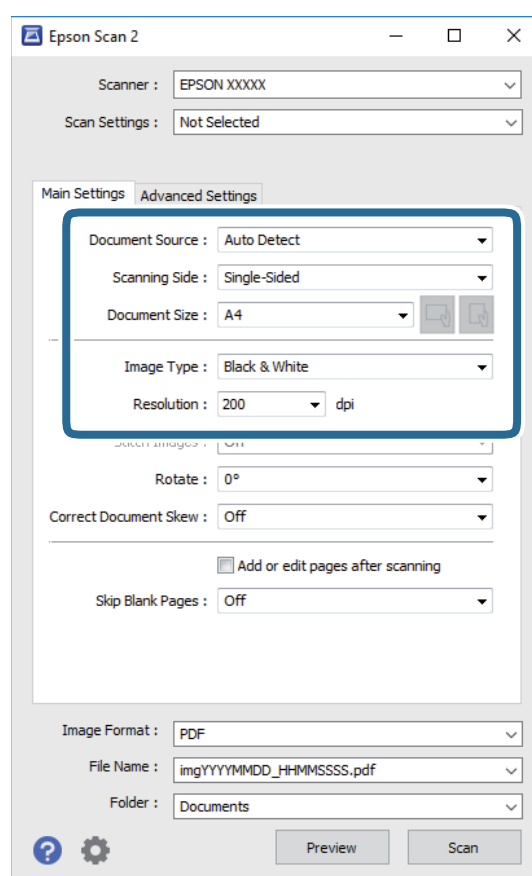 Epson Scan 2
Scanner : EPSON XXXXX
Scan Settings : Not Selected
Main Settings Advanced Settings
Document Source : Auto Detect
Scanning Side : Single-Sided
Document Size : A4
Image Type : Black & White
Resolution : 200 dpi
Stitch Images : Off
Rotate : 0°
Correct Document Skew : Off
Add or edit pages after scanning
Skip Blank Pages : Off
Image Format : PDF
File Name : imgYYYYMMDD_HHMMSSSS.pdf
Folder : Documents
? Preview Scan